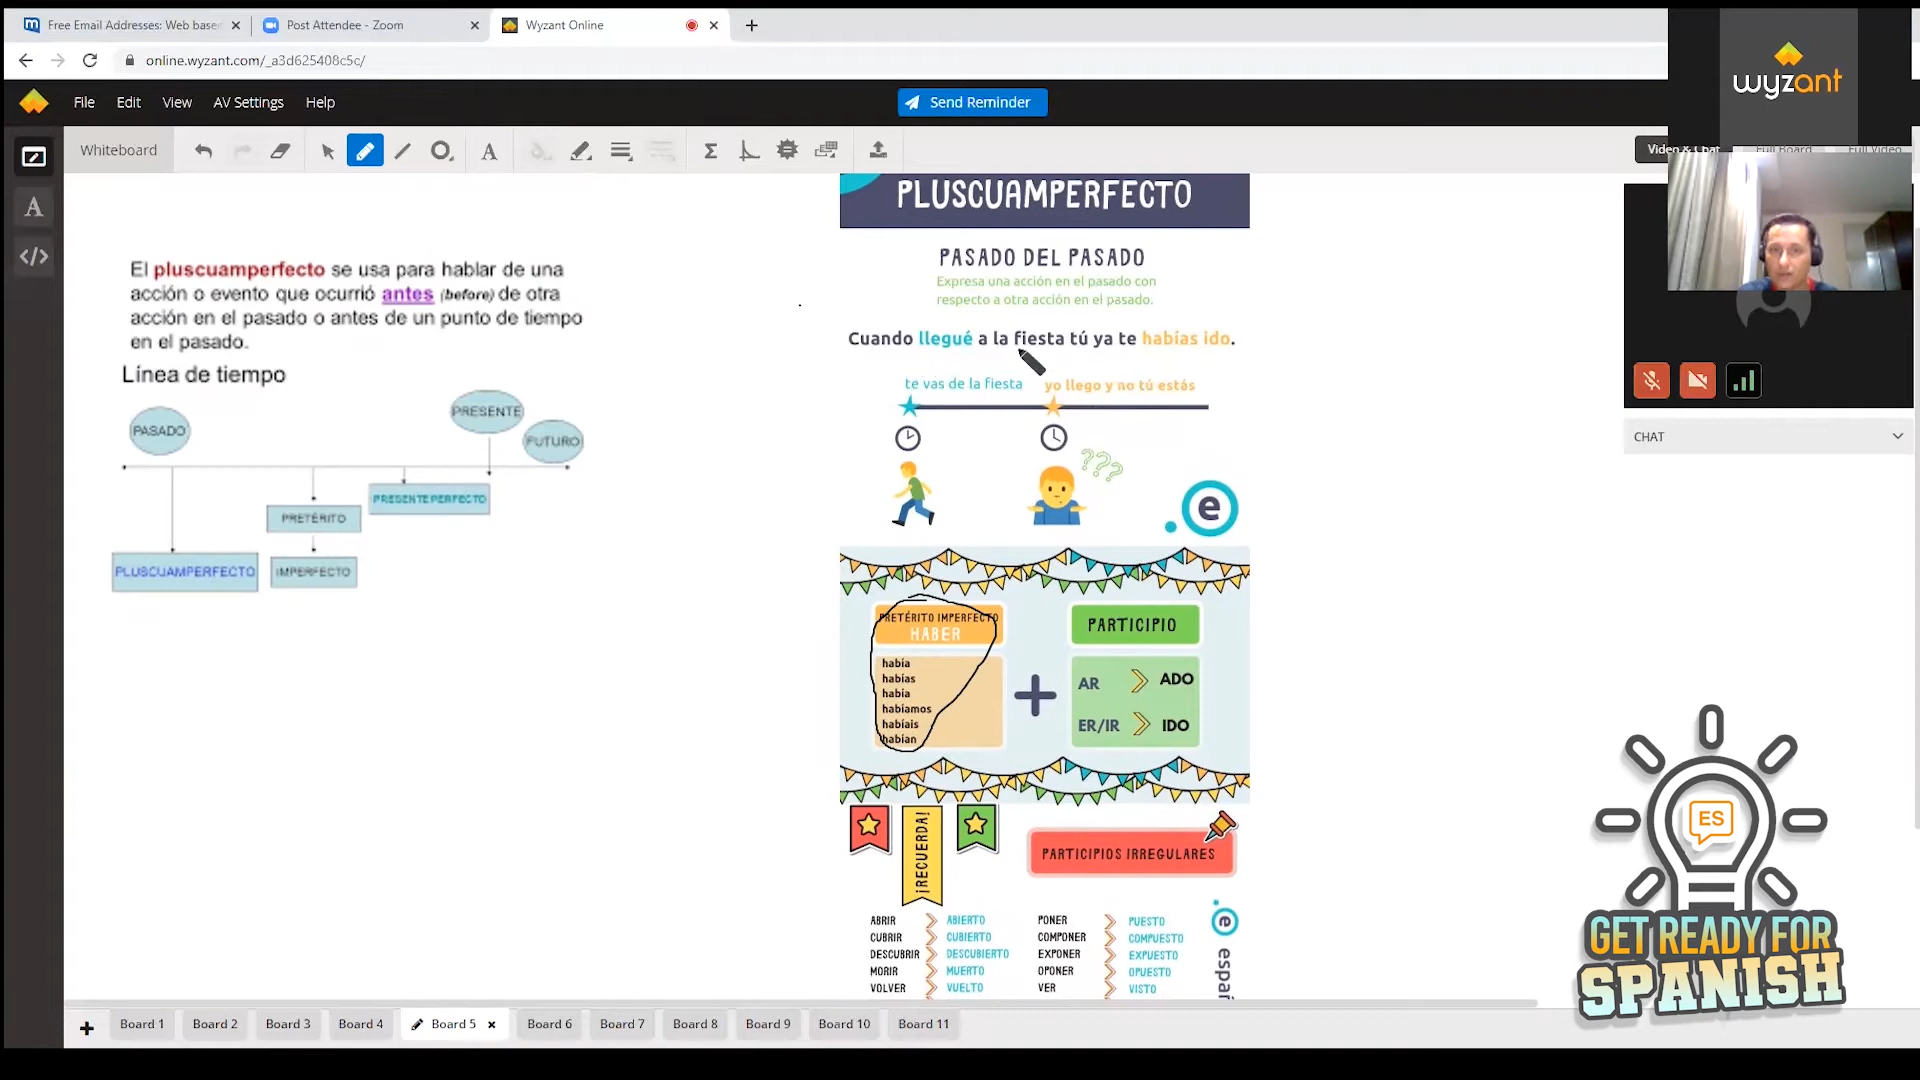 Free Email Addresses: Web base
Post Attendee - Zoom
Wyzant Online
online.wyzant.com/_a3d625408c5c/
wyzant
File
Edit
View
AV Settings
Help
Send Reminder
Whiteboard
Video & Chat
Full Board
Full Video
PLUSCUAMPERFECTO
El pluscuamperfecto se usa para hablar de una
acción o evento que ocurrió antes (before) de otra
acción en el pasado o antes de un punto de tiempo
en el pasado.
Línea de tiempo
PASADO
PRESENTE
FUTURO
PRESENTE PERFECTO
PRETÉRITO
PLUSCUAMPERFECTO
IMPERFECTO
PASADO DEL PASADO
Expresa una acción en el pasado con
respecto a otra acción en el pasado.
Cuando llegué a la fiesta tú ya te habías ido.
te vas de la fiesta
yo llego y no tú estás
???
e
PRETÉRITO IMPERFECTO
HABER
había
habías
había
habíamos
habíais
habían
+
PARTICIPIO
AR ADO
ER/IR IDO
¡RECUERDA!
PARTICIPIOS IRREGULARES
ABRIR ABIERTO
CUBRIR CUBIERTO
DESCUBRIR DESCUBIERTO
MORIR MUERTO
VOLVER VUELTO
PONER PUESTO
COMPONER COMPUESTO
EXPONER EXPUESTO
OPONER OPUESTO
VER VISTO
e
españ
CHAT
ES
GET READY FOR
SPANISH
Board 1
Board 2
Board 3
Board 4
Board 5
Board 6
Board 7
Board 8
Board 9
Board 10
Board 11